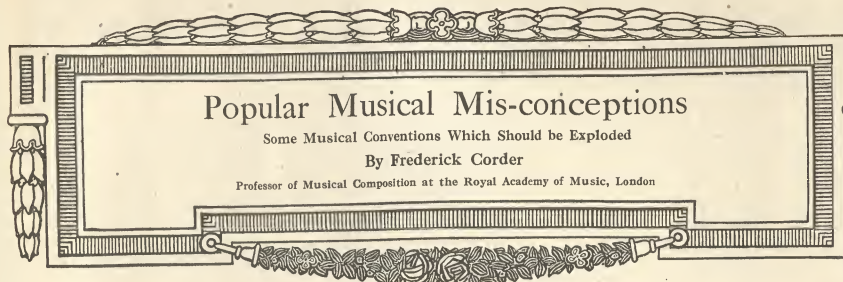 Popular Musical Mis-conceptions
Some Musical Conventions Which Should be Exploded
By Frederick Corder
Professor of Musical Composition at the Royal Academy of Music, London